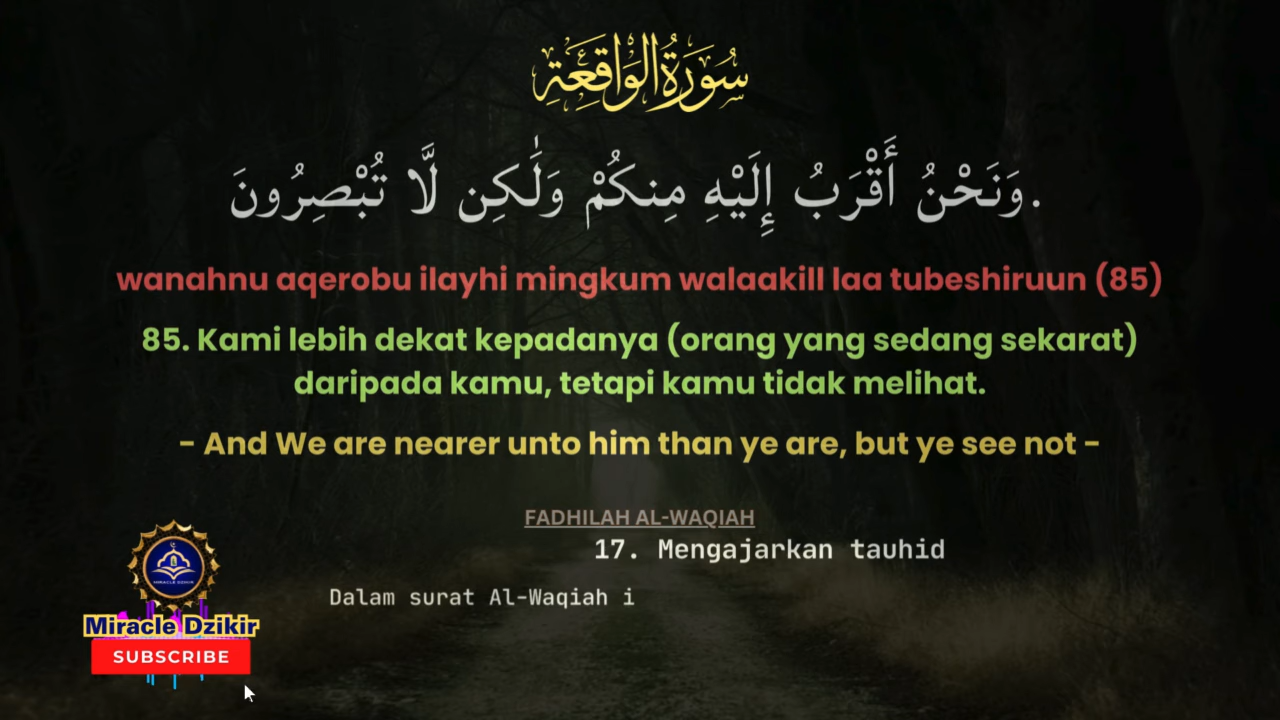 سُورَةُ الوَاقِعَةِ
وَنَحْنُ أَقْرَبُ إِلَيْهِ مِنكُمْ وَلَٰكِن لَّا تُبْصِرُونَ.
wanahnu aqerobu ilayhi mingkum walaakill laa tubeshiruun (85)
85. Kami lebih dekat kepadanya (orang yang sedang sekarat)
daripada kamu, tetapi kamu tidak melihat.
- And We are nearer unto him than ye are, but ye see not -
FADHILAH AL-WAQIAH
17. Mengajarkan tauhid
Dalam surat Al-Waqiah i
MIRACLE DZIKIR
Miracle Dzikir
SUBSCRIBE